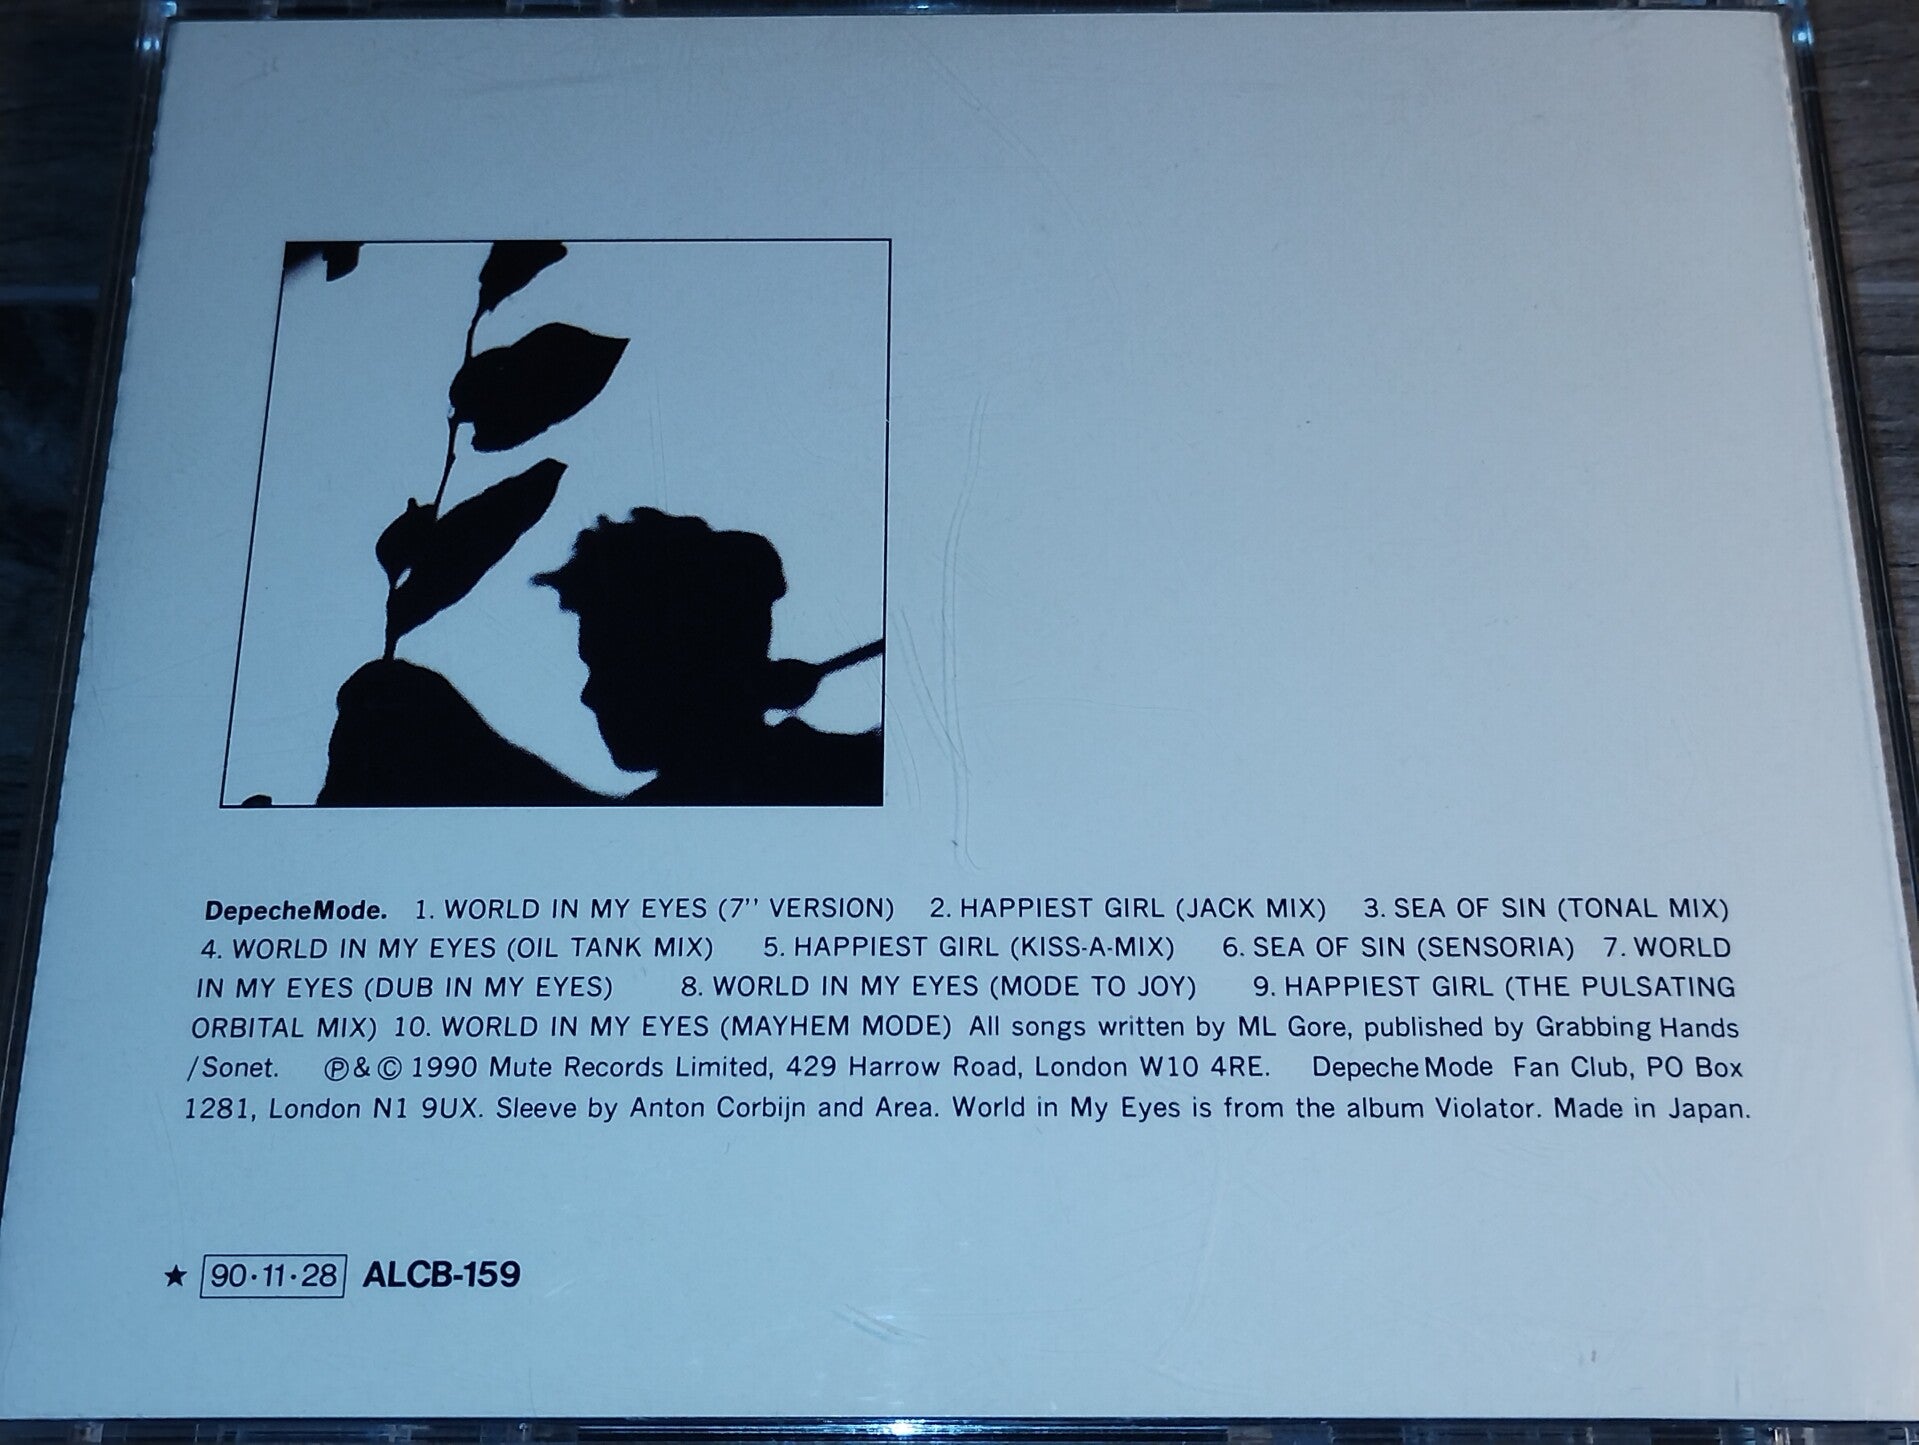 DepecheMode. 1. WORLD IN MY EYES (7'' VERSION) 2. HAPPIEST GIRL (JACK MIX) 3. SEA OF SIN (TONAL MIX)
4. WORLD IN MY EYES (OIL TANK MIX) 5. HAPPIEST GIRL (KISS-A-MIX) 6. SEA OF SIN (SENSORIA) 7. WORLD
IN MY EYES (DUB IN MY EYES) 8. WORLD IN MY EYES (MODE TO JOY) 9. HAPPIEST GIRL (THE PULSATING
ORBITAL MIX) 10. WORLD IN MY EYES (MAYHEM MODE) All songs written by ML Gore, published by Grabbing Hands
/Sonet. ℗&© 1990 Mute Records Limited, 429 Harrow Road, London W10 4RE. Depeche Mode Fan Club, PO Box
1281, London N1 9UX. Sleeve by Anton Corbijn and Area. World in My Eyes is from the album Violator. Made in Japan.
★ 90·11·28 ALCB-159